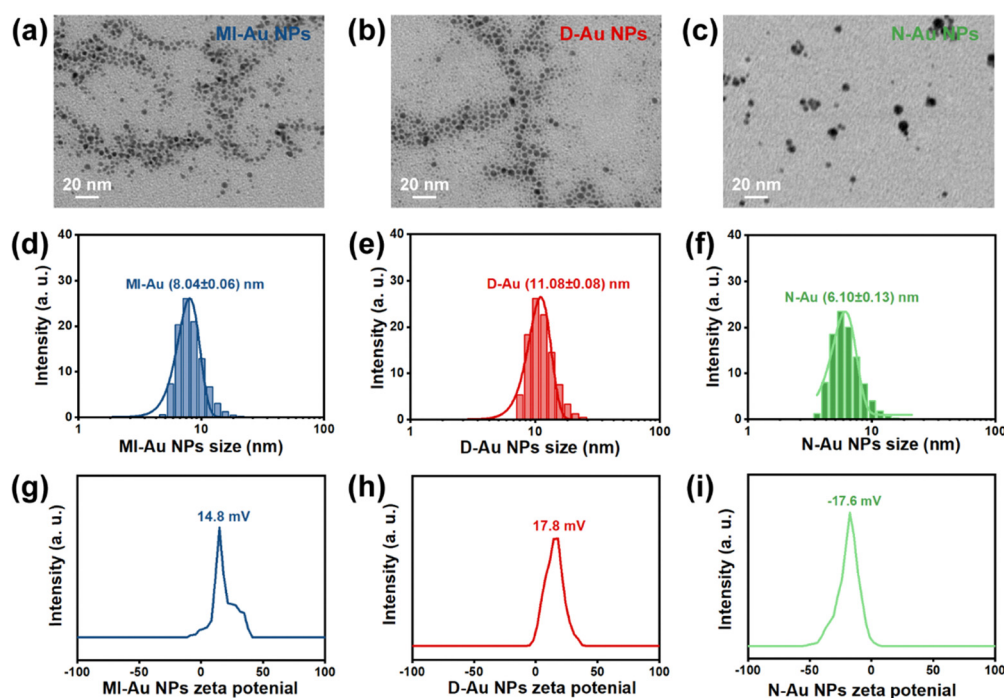 (a)
MI-Au NPs
20 nm
(b)
D-Au NPs
20 nm
(c)
N-Au NPs
20 nm
(d)
Intensity (a. u.)
40
30
20
10
0
MI-Au (8.04±0.06) nm
1
10
100
MI-Au NPs size (nm)
(e)
Intensity (a. u.)
40
30
20
10
0
D-Au (11.08±0.08) nm
1
10
100
D-Au NPs size (nm)
(f)
Intensity (a. u.)
40
30
20
10
0
N-Au (6.10±0.13) nm
1
10
100
N-Au NPs size (nm)
(g)
Intensity (a. u.)
14.8 mV
-100
-50
0
50
100
MI-Au NPs zeta potenial
(h)
Intensity (a. u.)
17.8 mV
-100
-50
0
50
100
D-Au NPs zeta potenial
(i)
Intensity (a. u.)
-17.6 mV
-100
-50
0
50
100
N-Au NPs zeta potenial